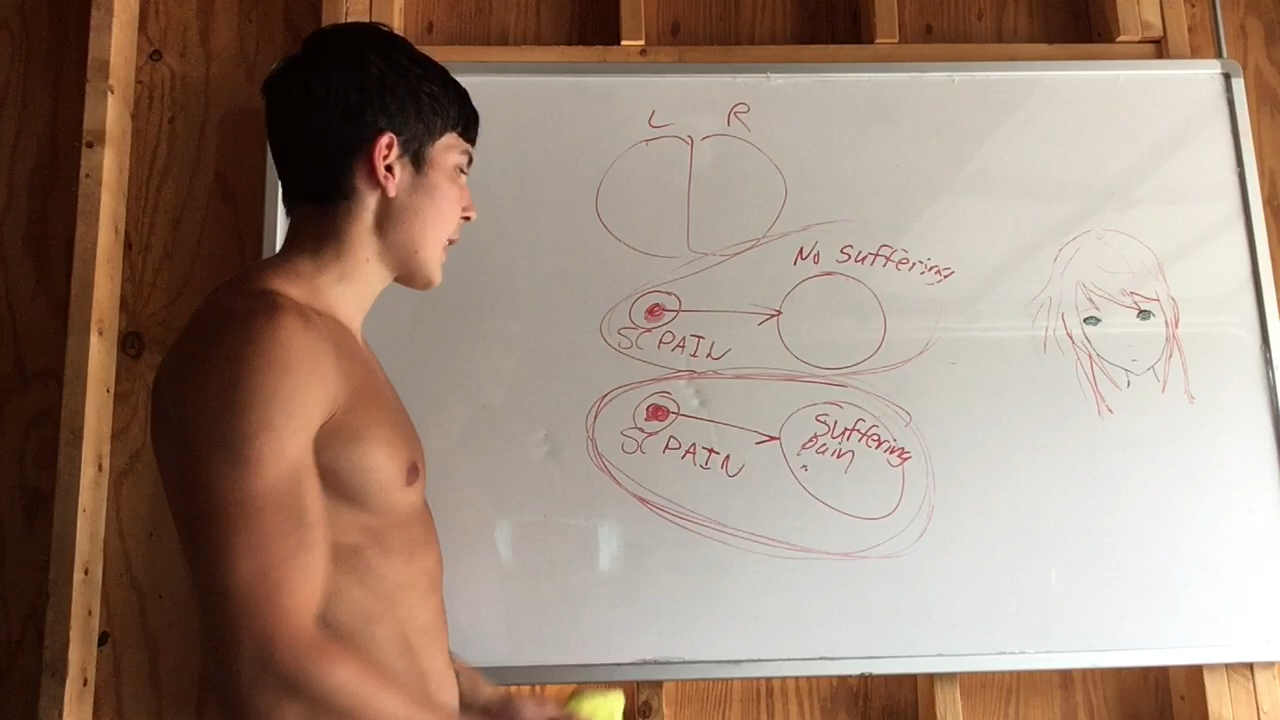 L R
No suffering
SC PAIN
SC PAIN
Suffering
pain